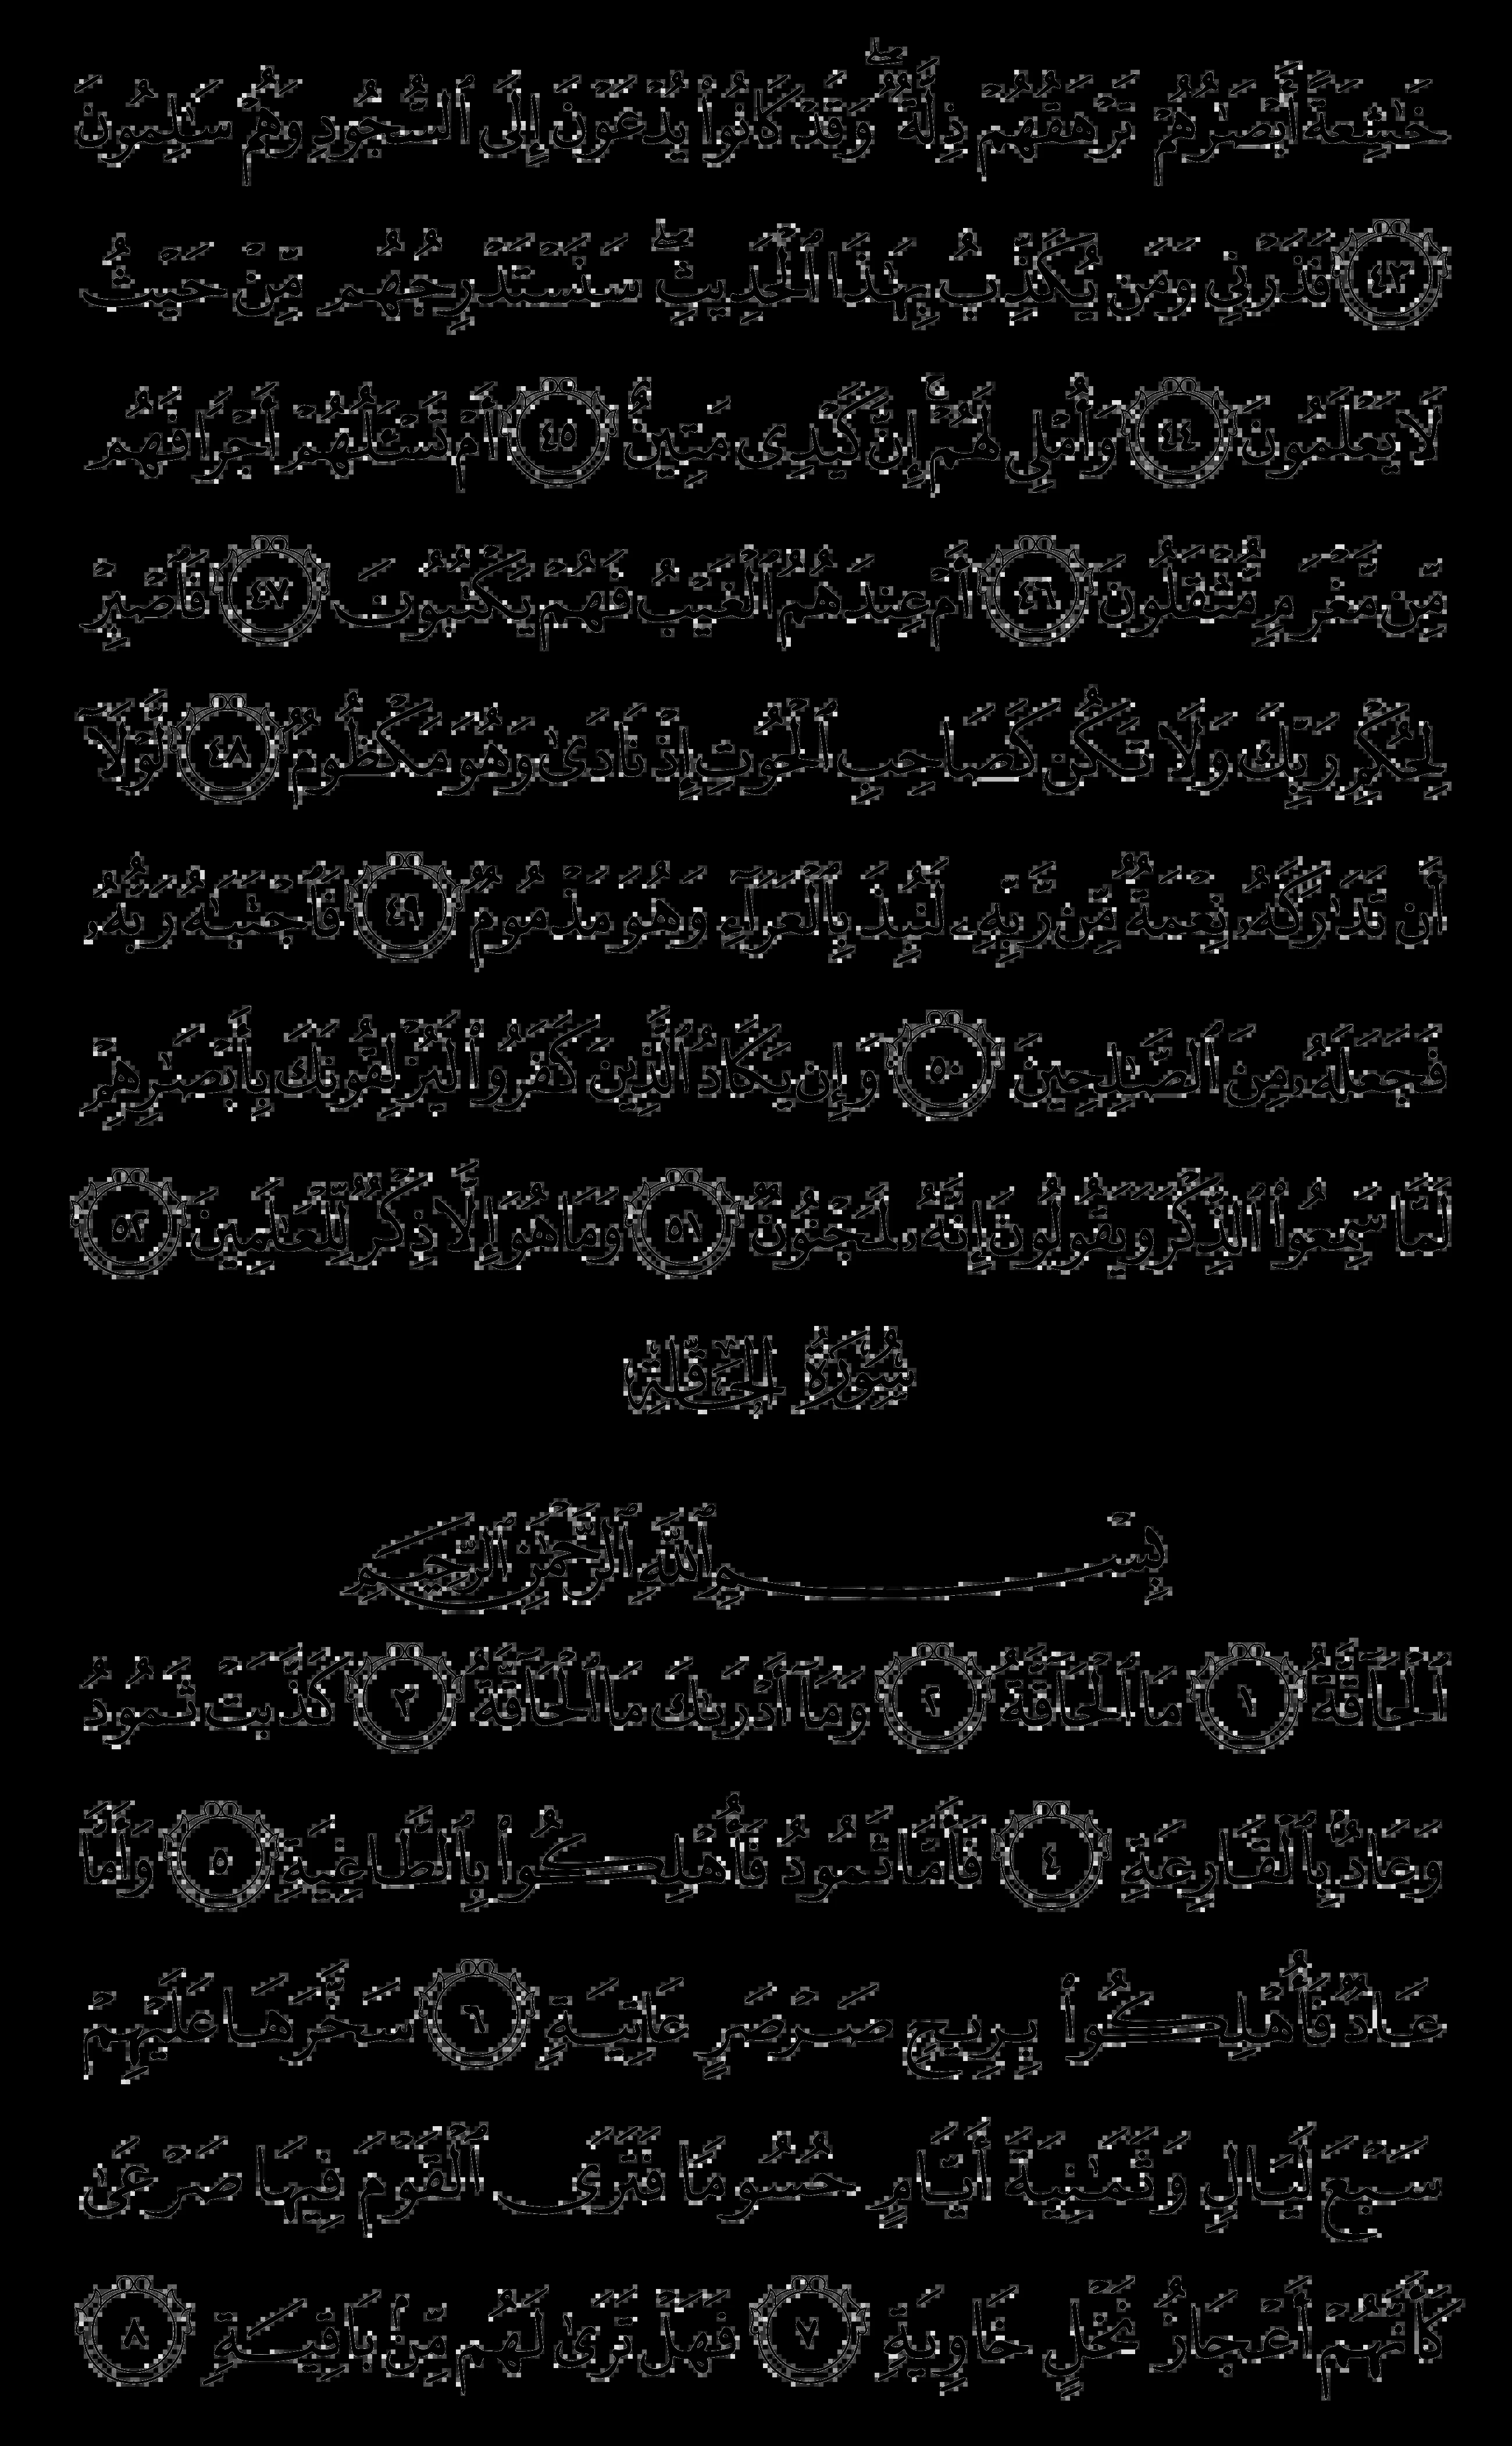 خَٰشِعَةً أَبْصَٰرُهُمْ تَرْهَقُهُمْ ذِلَّةٌ ۖ وَقَدْ كَانُوا۟ يُدْعَوْنَ إِلَى ٱلسُّجُودِ وَهُمْ سَٰلِمُونَ
٤٣ فَذَرْنِى وَمَن يُكَذِّبُ بِهَٰذَا ٱلْحَدِيثِ ۖ سَنَسْتَدْرِجُهُم مِّنْ حَيْثُ
لَا يَعْلَمُونَ ٤٤ وَأُمْلِى لَهُمْ ۚ إِنَّ كَيْدِى مَتِينٌ ٤٥ أَمْ تَسْـَٔلُهُمْ أَجْرًا فَهُم
مِّن مَّغْرَمٍ مُّثْقَلُونَ ٤٦ أَمْ عِندَهُمُ ٱلْغَيْبُ فَهُمْ يَكْتُبُونَ ٤٧ فَٱصْبِرْ
لِحُكْمِ رَبِّكَ وَلَا تَكُن كَصَاحِبِ ٱلْحُوتِ إِذْ نَادَىٰ وَهُوَ مَكْظُومٌ ٤٨ لَّوْلَآ
أَن تَدَٰرَكَهُۥ نِعْمَةٌ مِّن رَّبِّهِۦ لَنُبِذَ بِٱلْعَرَآءِ وَهُوَ مَذْمُومٌ ٤٩ فَٱجْتَبَٰهُ رَبُّهُۥ
فَجَعَلَهُۥ مِنَ ٱلصَّٰلِحِينَ ٥٠ وَإِن يَكَادُ ٱلَّذِينَ كَفَرُوا۟ لَيُزْلِقُونَكَ بِأَبْصَٰرِهِمْ
لَمَّا سَمِعُوا۟ ٱلذِّكْرَ وَيَقُولُونَ إِنَّهُۥ لَمَجْنُونٌ ٥١ وَمَا هُوَ إِلَّا ذِكْرٌ لِّلْعَٰلَمِينَ ٥٢
سُورَةُ الْحَاقَّةِ
بِسْمِ ٱللَّهِ ٱلرَّحْمَٰنِ ٱلرَّحِيمِ
ٱلْحَآقَّةُ ١ مَا ٱلْحَآقَّةُ ٢ وَمَآ أَدْرَىٰكَ مَا ٱلْحَآقَّةُ ٣ كَذَّبَتْ ثَمُودُ
وَعَادٌۢ بِٱلْقَارِعَةِ ٤ فَأَمَّا ثَمُودُ فَأُهْلِكُوا۟ بِٱلطَّاغِيَةِ ٥ وَأَمَّا
عَادٌ فَأُهْلِكُوا۟ بِرِيحٍ صَرْصَرٍ عَاتِيَةٍ ٦ سَخَّرَهَا عَلَيْهِمْ
سَبْعَ لَيَالٍ وَثَمَٰنِيَةَ أَيَّامٍ حُسُومًا فَتَرَى ٱلْقَوْمَ فِيهَا صَرْعَىٰ
كَأَنَّهُمْ أَعْجَازُ نَخْلٍ خَاوِيَةٍ ٧ فَهَلْ تَرَىٰ لَهُم مِّنۢ بَاقِيَةٍ ٨